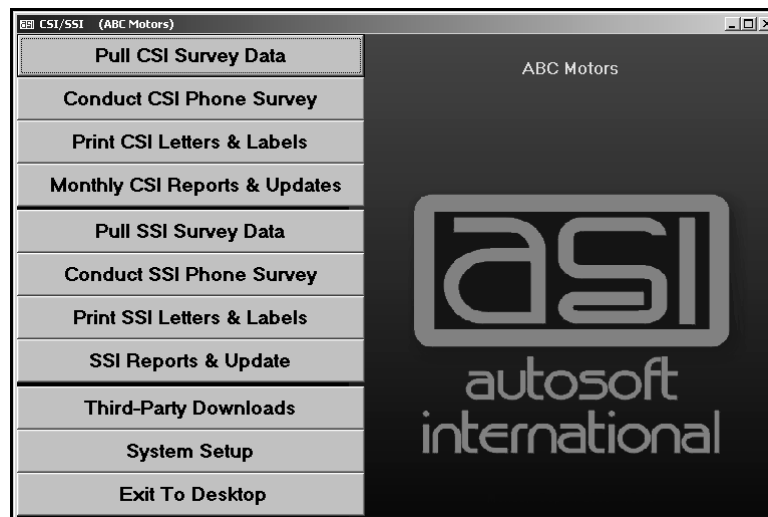 asi CSI/SSI (ABC Motors)
Pull CSI Survey Data
Conduct CSI Phone Survey
Print CSI Letters & Labels
Monthly CSI Reports & Updates
Pull SSI Survey Data
Conduct SSI Phone Survey
Print SSI Letters & Labels
SSI Reports & Update
Third-Party Downloads
System Setup
Exit To Desktop
ABC Motors
asi
autosoft
international